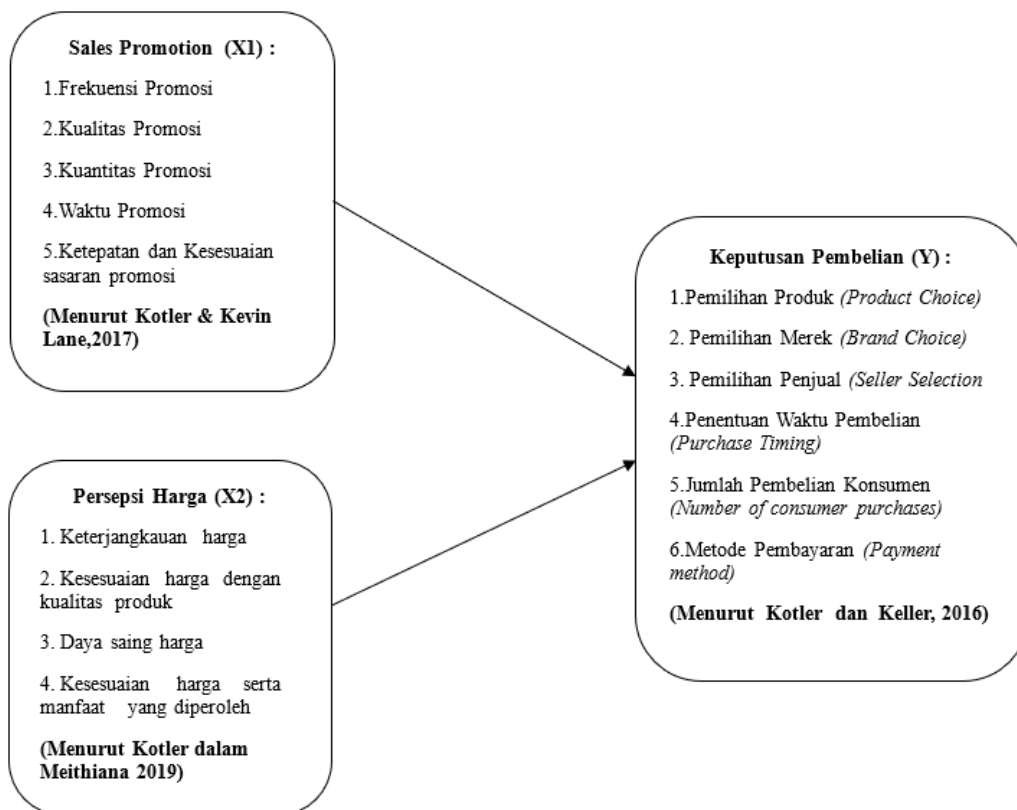 Sales Promotion (X1) :
1.Frekuensi Promosi
2.Kualitas Promosi
3.Kuantitas Promosi
4.Waktu Promosi
5.Ketepatan dan Kesesuaian
sasaran promosi
(Menurut Kotler & Kevin
Lane,2017)
Persepsi Harga (X2) :
1. Keterjangkauan harga
2. Kesesuaian harga dengan
kualitas produk
3. Daya saing harga
4. Kesesuaian harga serta
manfaat yang diperoleh
(Menurut Kotler dalam
Meithiana 2019)
Keputusan Pembelian (Y) :
1.Pemilihan Produk (Product Choice)
2. Pemilihan Merek (Brand Choice)
3. Pemilihan Penjual (Seller Selection
4.Penentuan Waktu Pembelian
(Purchase Timing)
5.Jumlah Pembelian Konsumen
(Number of consumer purchases)
6.Metode Pembayaran (Payment
method)
(Menurut Kotler dan Keller, 2016)